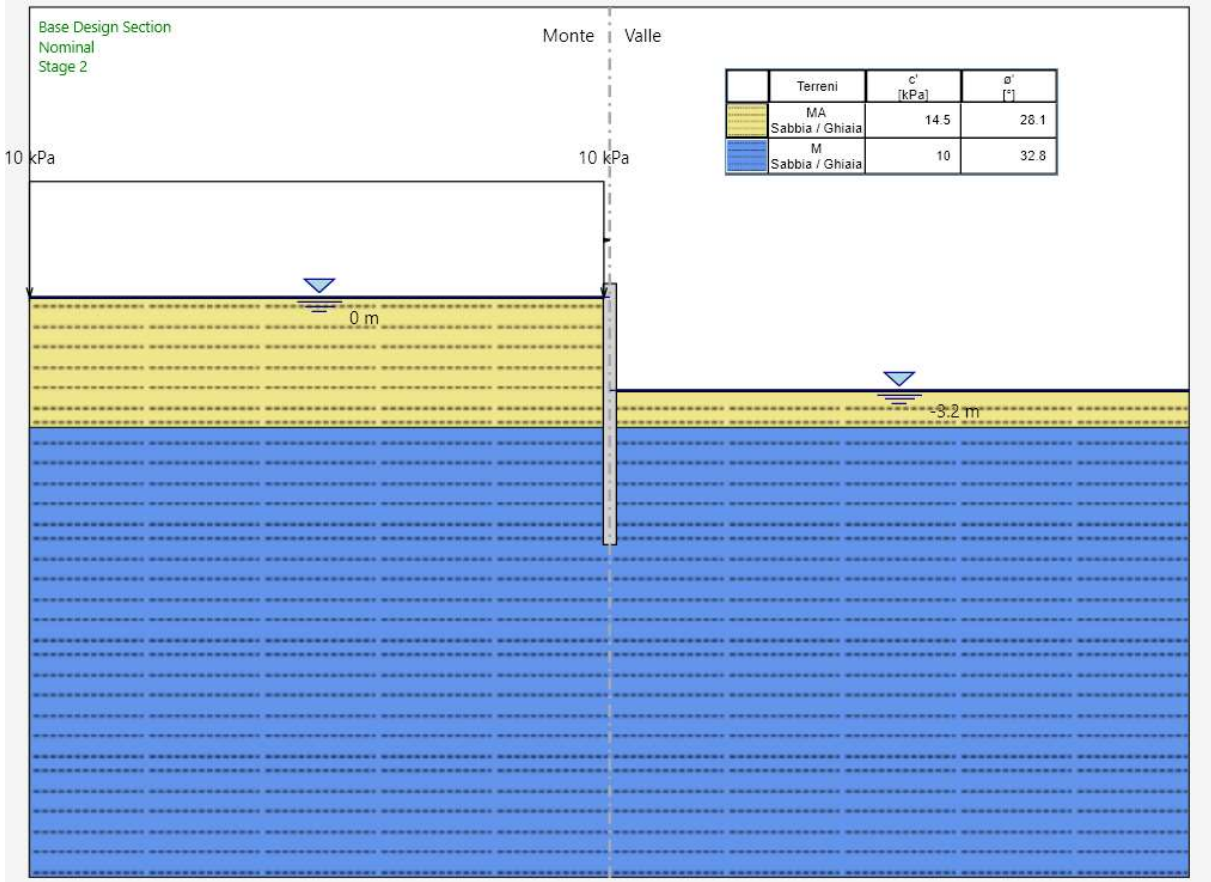 Base Design Section
Nominal
Stage 2
Monte Valle
Terreni c' [kPa] ø' [°]
MA
Sabbia / Ghiaia 14.5 28.1
M
Sabbia / Ghiaia 10 32.8
10 kPa 10 kPa
0 m
-3.2 m